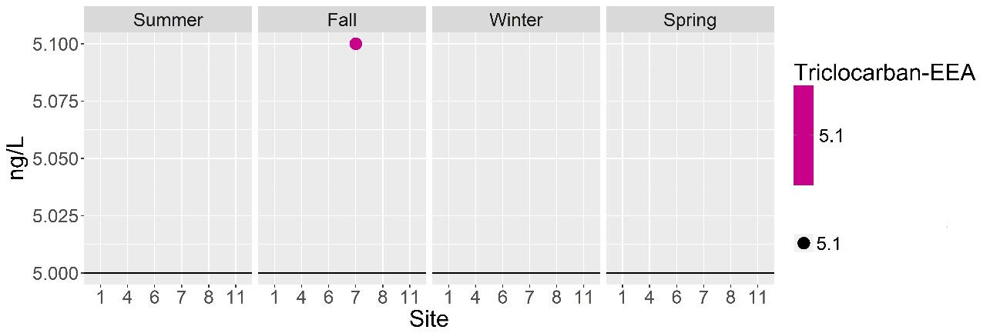 Summer Fall Winter Spring
5.100
5.075
5.050
5.025
5.000
ng/L
1 4 6 7 8 11 1 4 6 7 8 11 1 4 6 7 8 11 1 4 6 7 8 11
Site
Triclocarban-EEA
5.1
5.1